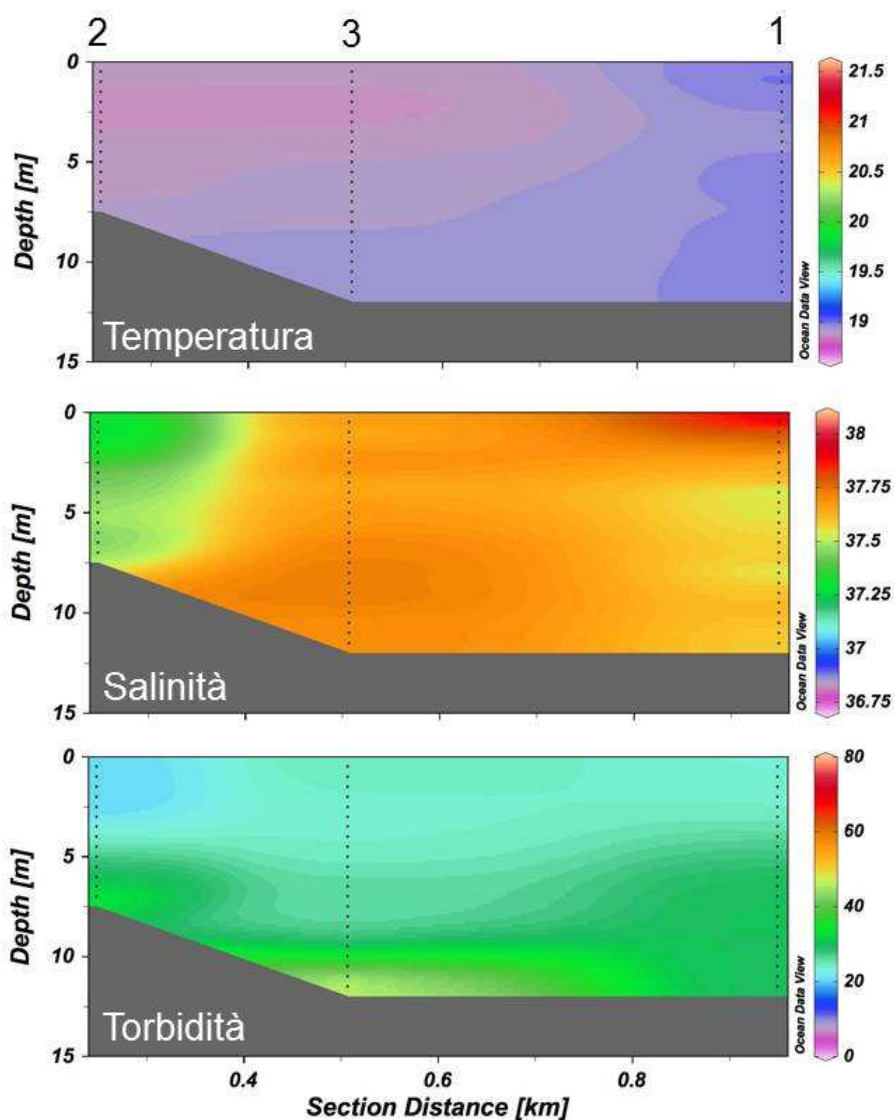 2 3 1
0
5
10
15
Depth [m]
Temperatura
21.5
21
20.5
20
19.5
19
Ocean Data View
0
5
10
15
Depth [m]
Salinità
38
37.75
37.5
37.25
37
36.75
Ocean Data View
0
5
10
15
Depth [m]
Torbidità
80
60
40
20
0
Ocean Data View
0.4 0.6 0.8
Section Distance [km]